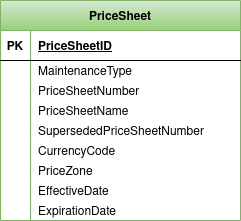 PriceSheet
PK PriceSheetID
MaintenanceType
PriceSheetNumber
PriceSheetName
SupersededPriceSheetNumber
CurrencyCode
PriceZone
EffectiveDate
ExpirationDate